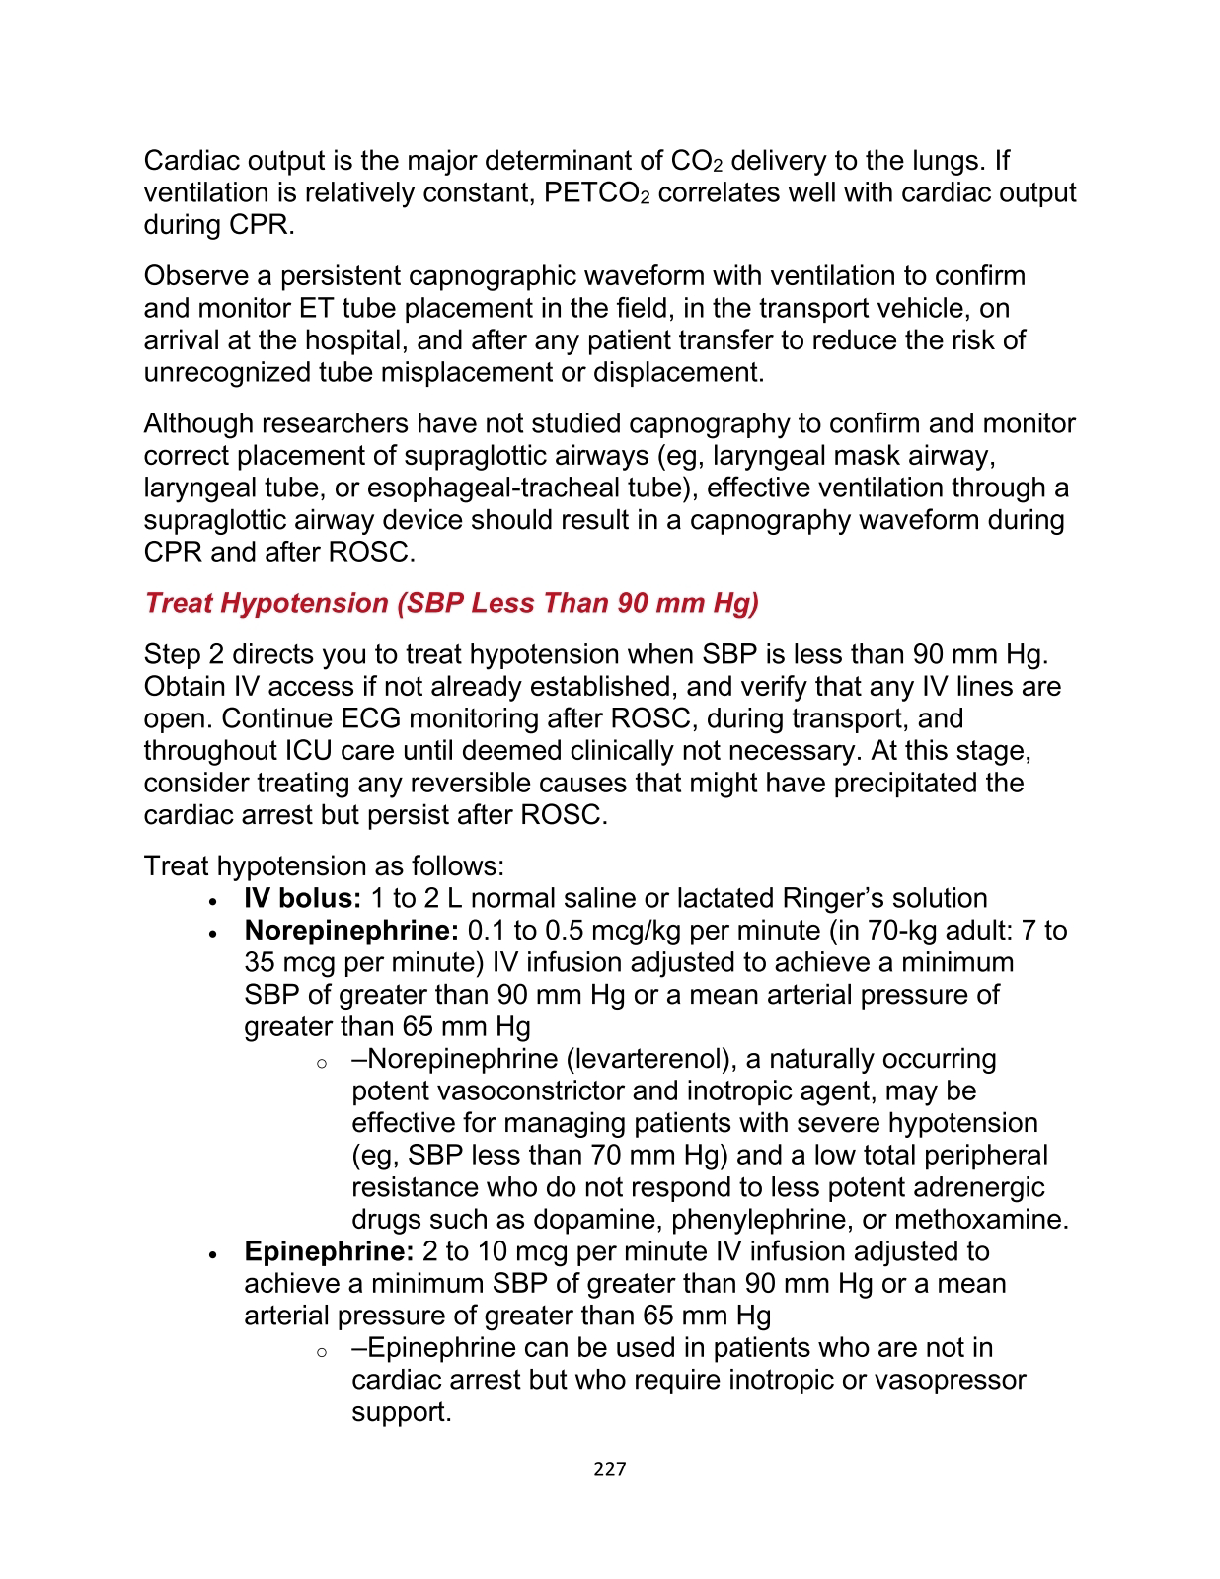 Cardiac output is the major determinant of CO₂ delivery to the lungs. If
ventilation is relatively constant, PETCO₂ correlates well with cardiac output
during CPR.
Observe a persistent capnographic waveform with ventilation to confirm
and monitor ET tube placement in the field, in the transport vehicle, on
arrival at the hospital, and after any patient transfer to reduce the risk of
unrecognized tube misplacement or displacement.
Although researchers have not studied capnography to confirm and monitor
correct placement of supraglottic airways (eg, laryngeal mask airway,
laryngeal tube, or esophageal-tracheal tube), effective ventilation through a
supraglottic airway device should result in a capnography waveform during
CPR and after ROSC.
Treat Hypotension (SBP Less Than 90 mm Hg)
Step 2 directs you to treat hypotension when SBP is less than 90 mm Hg.
Obtain IV access if not already established, and verify that any IV lines are
open. Continue ECG monitoring after ROSC, during transport, and
throughout ICU care until deemed clinically not necessary. At this stage,
consider treating any reversible causes that might have precipitated the
cardiac arrest but persist after ROSC.
Treat hypotension as follows:
• IV bolus: 1 to 2 L normal saline or lactated Ringer’s solution
• Norepinephrine: 0.1 to 0.5 mcg/kg per minute (in 70-kg adult: 7 to
35 mcg per minute) IV infusion adjusted to achieve a minimum
SBP of greater than 90 mm Hg or a mean arterial pressure of
greater than 65 mm Hg
o –Norepinephrine (levarterenol), a naturally occurring
potent vasoconstrictor and inotropic agent, may be
effective for managing patients with severe hypotension
(eg, SBP less than 70 mm Hg) and a low total peripheral
resistance who do not respond to less potent adrenergic
drugs such as dopamine, phenylephrine, or methoxamine.
• Epinephrine: 2 to 10 mcg per minute IV infusion adjusted to
achieve a minimum SBP of greater than 90 mm Hg or a mean
arterial pressure of greater than 65 mm Hg
o –Epinephrine can be used in patients who are not in
cardiac arrest but who require inotropic or vasopressor
support.
227